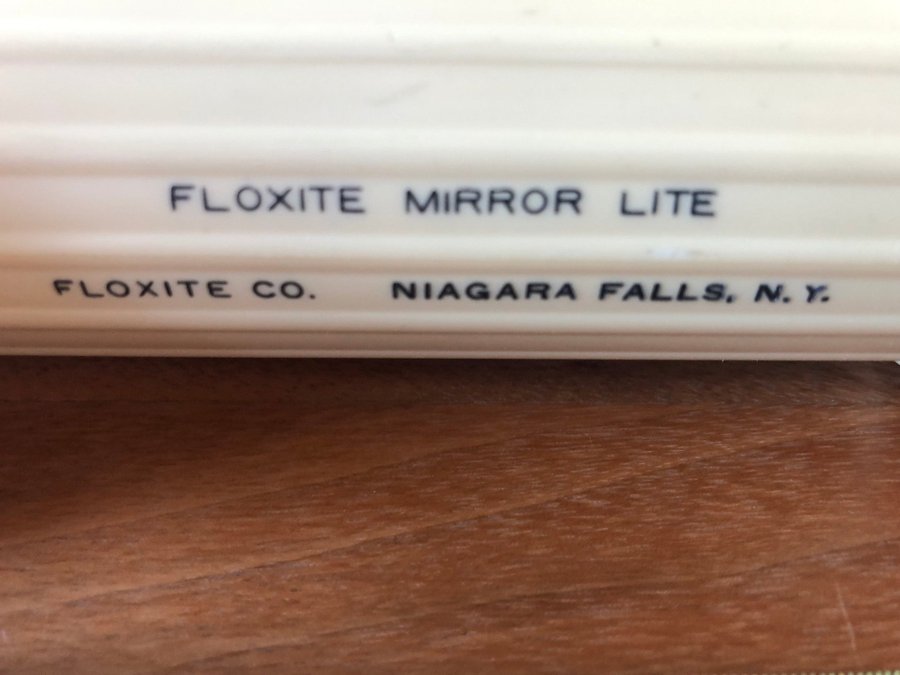 FLOXITE MIRROR LITE
FLOXITE CO. NIAGARA FALLS, N.Y.